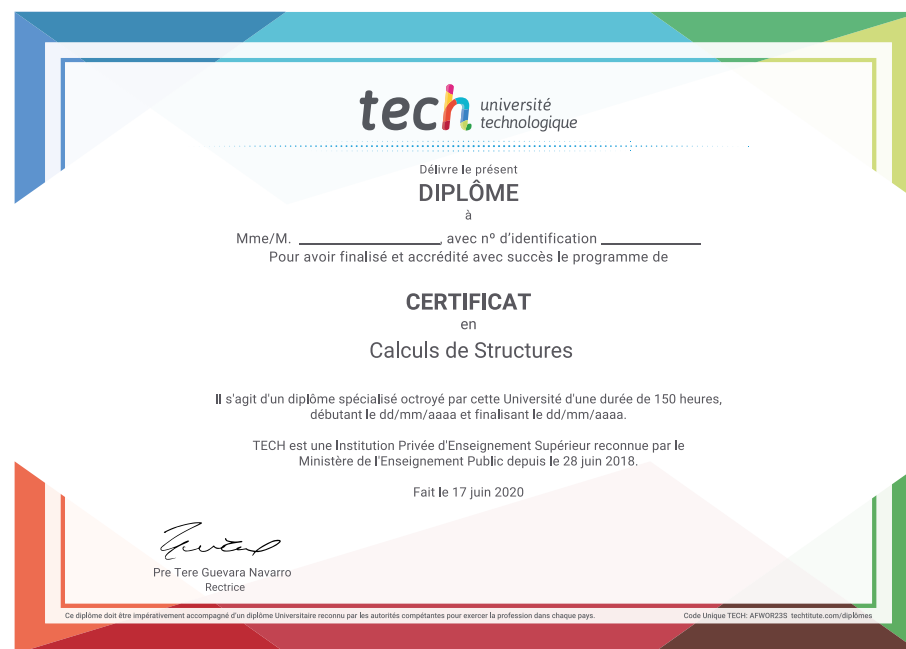 tech université
technologique
Délivre le présent
DIPLÔME
à
Mme/M. ____________________, avec nº d'identification ______________
Pour avoir finalisé et accrédité avec succès le programme de
CERTIFICAT
en
Calculs de Structures
Il s'agit d'un diplôme spécialisé octroyé par cette Université d'une durée de 150 heures,
débutant le dd/mm/aaaa et finalisant le dd/mm/aaaa.
TECH est une Institution Privée d'Enseignement Supérieur reconnue par le
Ministère de l'Enseignement Public depuis le 28 juin 2018.
Fait le 17 juin 2020
Pre Tere Guevara Navarro
Rectrice
Ce diplôme doit être impérativement accompagné d'un diplôme Universitaire reconnu par les autorités compétentes pour exercer la profession dans chaque pays. Code Unique TECH: AFWOR23S techtitute.com/diplômes